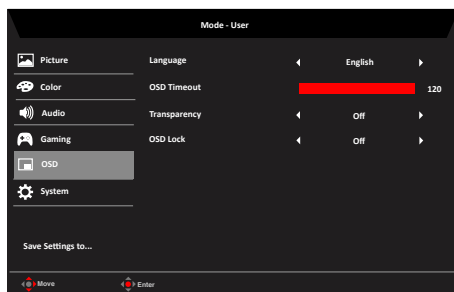 Mode - User
Picture
Language English
Color
OSD Timeout 120
Audio
Transparency Off
Gaming
OSD Lock Off
OSD
System
Save Settings to...
Move Enter